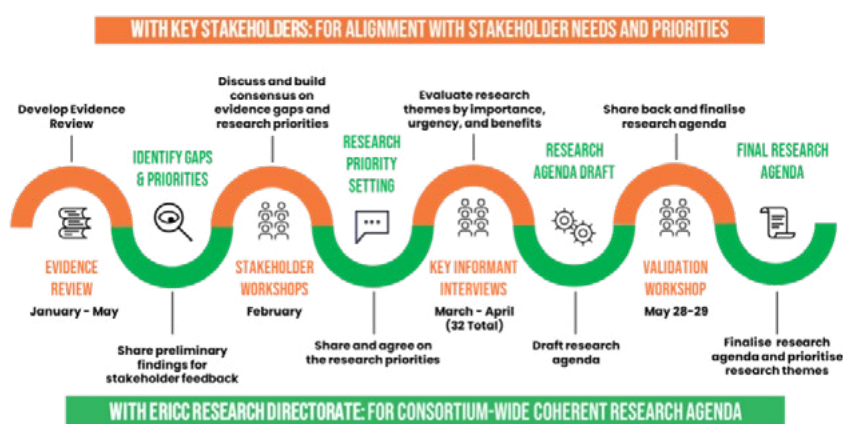 WITH KEY STAKEHOLDERS: FOR ALIGNMENT WITH STAKEHOLDER NEEDS AND PRIORITIES
Develop Evidence
Review
IDENTIFY GAPS
& PRIORITIES
Discuss and build
consensus on
evidence gaps and
research priorities
RESEARCH
PRIORITY
SETTING
Evaluate research
themes by importance,
urgency, and benefits
RESEARCH
AGENDA DRAFT
Share back and finalise
research agenda
FINAL RESEARCH
AGENDA
EVIDENCE
REVIEW
January - May
Share preliminary
findings for
stakeholder feedback
STAKEHOLDER
WORKSHOPS
February
Share and agree on
the research priorities
KEY INFORMANT
INTERVIEWS
March - April
(32 Total)
Draft research
agenda
VALIDATION
WORKSHOP
May 28-29
Finalise research
agenda and prioritise
research themes
WITH ERICC RESEARCH DIRECTORATE: FOR CONSORTIUM-WIDE COHERENT RESEARCH AGENDA